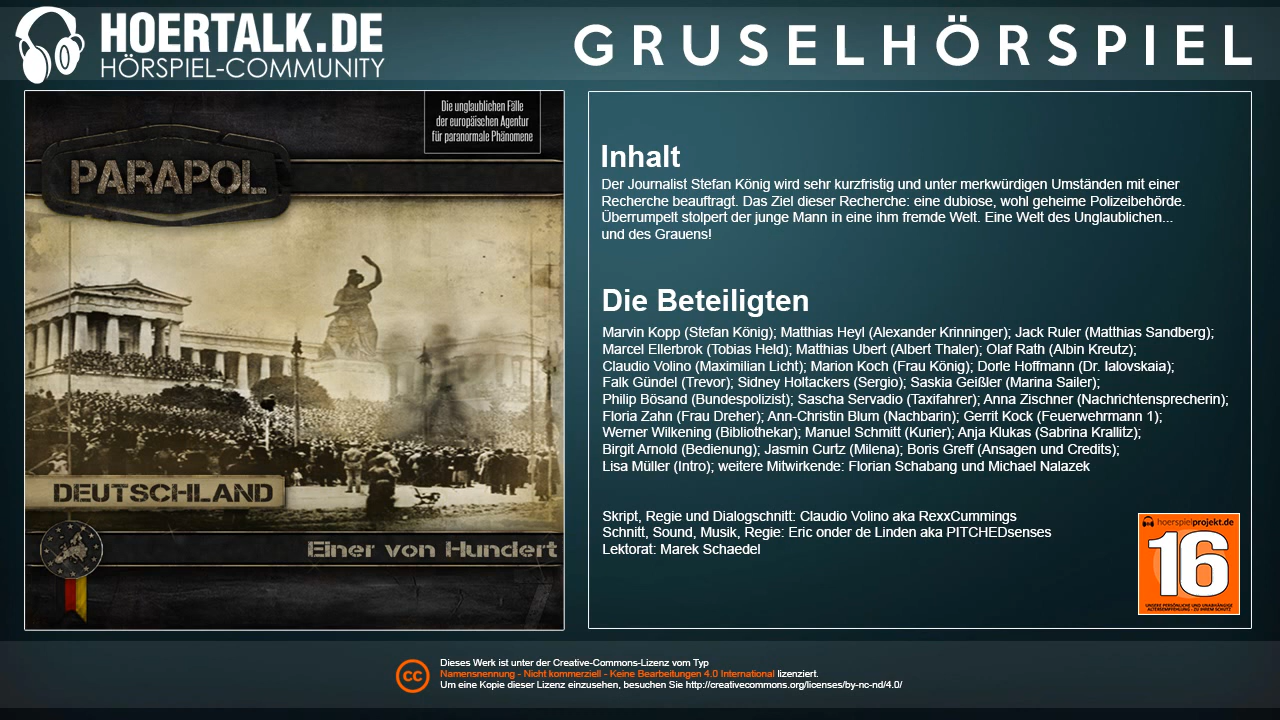 HOERTALK.DE
HÖRSPIEL-COMMUNITY
GRUSELHÖRSPIEL
Die unglaublichen Fälle
der europäischen Agentur
für paranormale Phänomene
PARAPOL
DEUTSCHLAND
Einer von Hundert
Inhalt
Der Journalist Stefan König wird sehr kurzfristig und unter merkwürdigen Umständen mit einer
Recherche beauftragt. Das Ziel dieser Recherche: eine dubiose, wohl geheime Polizeibehörde.
Überrumpelt stolpert der junge Mann in eine ihm fremde Welt. Eine Welt des Unglaublichen...
und des Grauens!
Die Beteiligten
Marvin Kopp (Stefan König); Matthias Heyl (Alexander Krinninger); Jack Ruler (Matthias Sandberg);
Marcel Ellerbrok (Tobias Held); Matthias Ubert (Albert Thaler); Olaf Rath (Albin Kreutz);
Claudio Volino (Maximilian Licht); Marion Koch (Frau König); Dorle Hoffmann (Dr. Ialovskaia);
Falk Gündel (Trevor); Sidney Holtackers (Sergio); Saskia Geißler (Marina Sailer);
Philip Bösand (Bundespolizist); Sascha Servadio (Taxifahrer); Anna Zischner (Nachrichtensprecherin);
Floria Zahn (Frau Dreher); Ann-Christin Blum (Nachbarin); Gerrit Kock (Feuerwehrmann 1);
Werner Wilkening (Bibliothekar); Manuel Schmitt (Kurier); Anja Klukas (Sabrina Krallitz);
Birgit Arnold (Bedienung); Jasmin Curtz (Milena); Boris Greff (Ansagen und Credits);
Lisa Müller (Intro); weitere Mitwirkende: Florian Schabang und Michael Nalazek
Skript, Regie und Dialogschnitt: Claudio Volino aka RexxCummings
Schnitt, Sound, Musik, Regie: Eric onder de Linden aka PITCHEDsenses
Lektorat: Marek Schaedel
hoerspielprojekt.de
16
UNSERE PERSÖNLICHE UND UNABHÄNGIGE
ALTERSEMPFEHLUNG - ZU IHREM SCHUTZ
cc
Dieses Werk ist unter der Creative-Commons-Lizenz vom Typ
Namensnennung - Nicht kommerziell - Keine Bearbeitungen 4.0 International lizenziert.
Um eine Kopie dieser Lizenz einzusehen, besuchen Sie http://creativecommons.org/licenses/by-nc-nd/4.0/